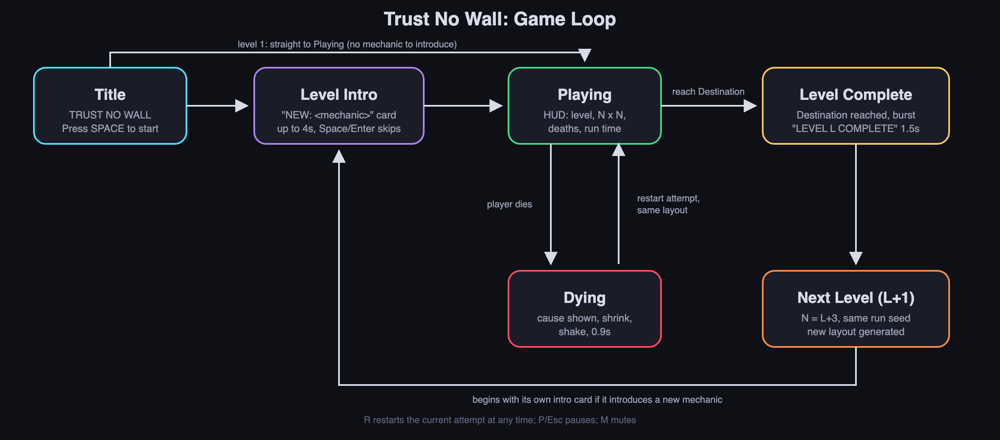 Trust No Wall: Game Loop
level 1: straight to Playing (no mechanic to introduce)
Title
TRUST NO WALL
Press SPACE to start
Level Intro
"NEW: <mechanic>" card
up to 4s, Space/Enter skips
Playing
HUD: level, N x N,
deaths, run time
reach Destination
Level Complete
Destination reached, burst
"LEVEL L COMPLETE" 1.5s
player dies
restart attempt,
same layout
Dying
cause shown, shrink,
shake, 0.9s
Next Level (L+1)
N = L+3, same run seed
new layout generated
begins with its own intro card if it introduces a new mechanic
R restarts the current attempt at any time; P/Esc pauses; M mutes